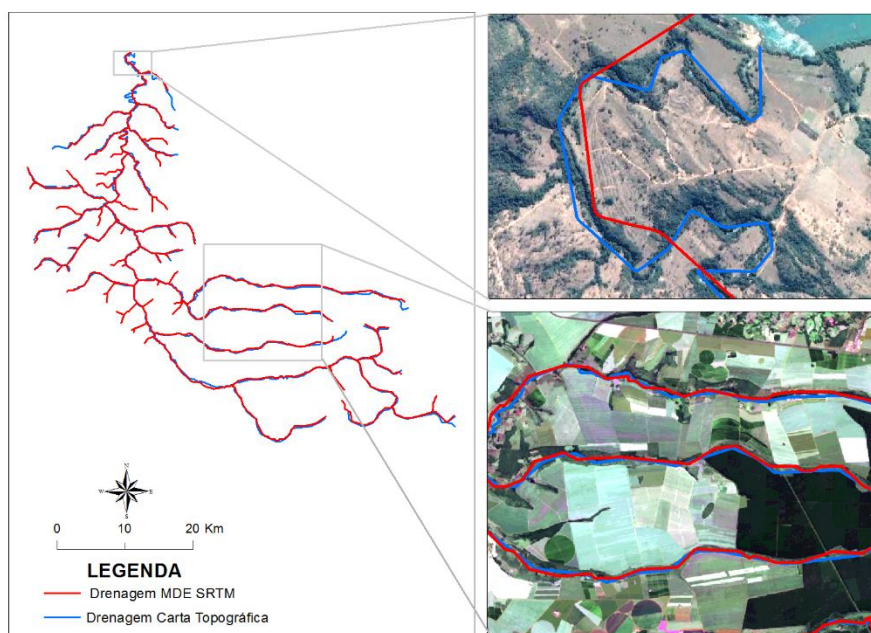 N
W E
S
0 10 20 Km
LEGENDA
Drenagem MDE SRTM
Drenagem Carta Topográfica